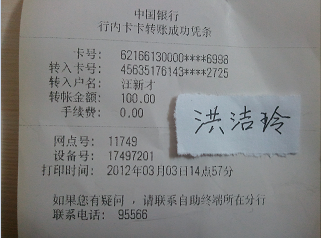 中国银行
行内卡卡转账成功凭条
卡号: 62166130000****6998
转入卡号: 45635176143****2725
转入户名: 汪新才
转帐金额: 100.00
手续费: 0.00
洪洁玲
网点号: 11749
设备号: 17497201
打印时间: 2012年03月03日14点57分
如果您有疑问，请联系自助终端所在分行
联系电话: 95566